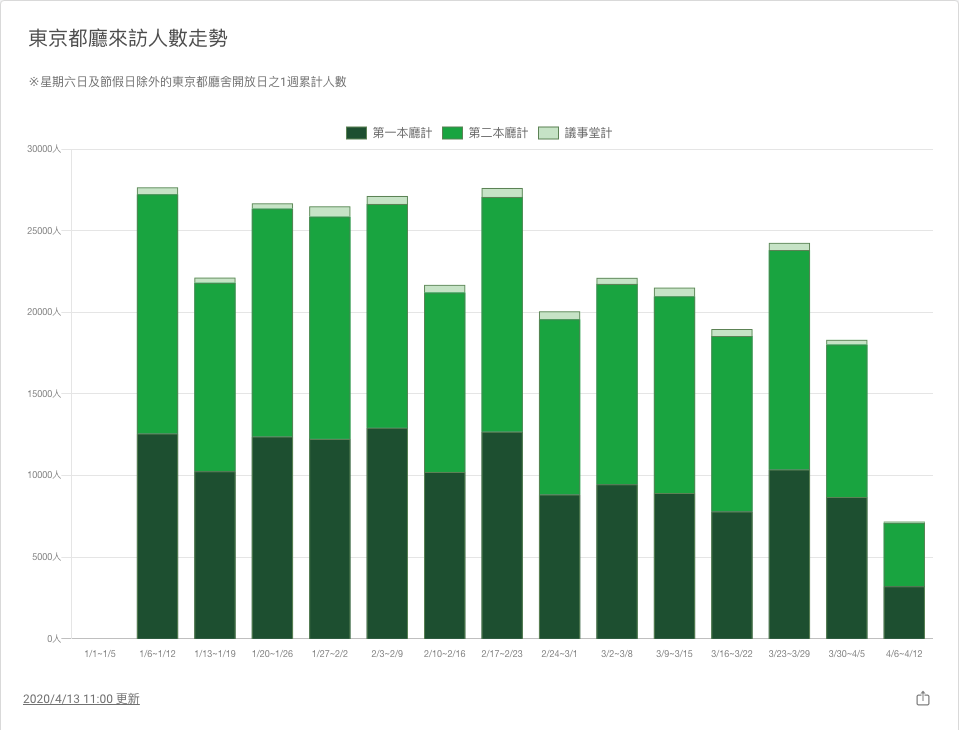 東京都廳來訪人數走勢
※星期六日及節假日除外的東京都廳舍開放日之1週累計人數
第一本廳計 第二本廳計 議事堂計
30000人
25000人
20000人
15000人
10000人
5000人
0人
1/1~1/5 1/6~1/12 1/13~1/19 1/20~1/26 1/27~2/2 2/3~2/9 2/10~2/16 2/17~2/23 2/24~3/1 3/2~3/8 3/9~3/15 3/16~3/22 3/23~3/29 3/30~4/5 4/6~4/12
2020/4/13 11:00 更新